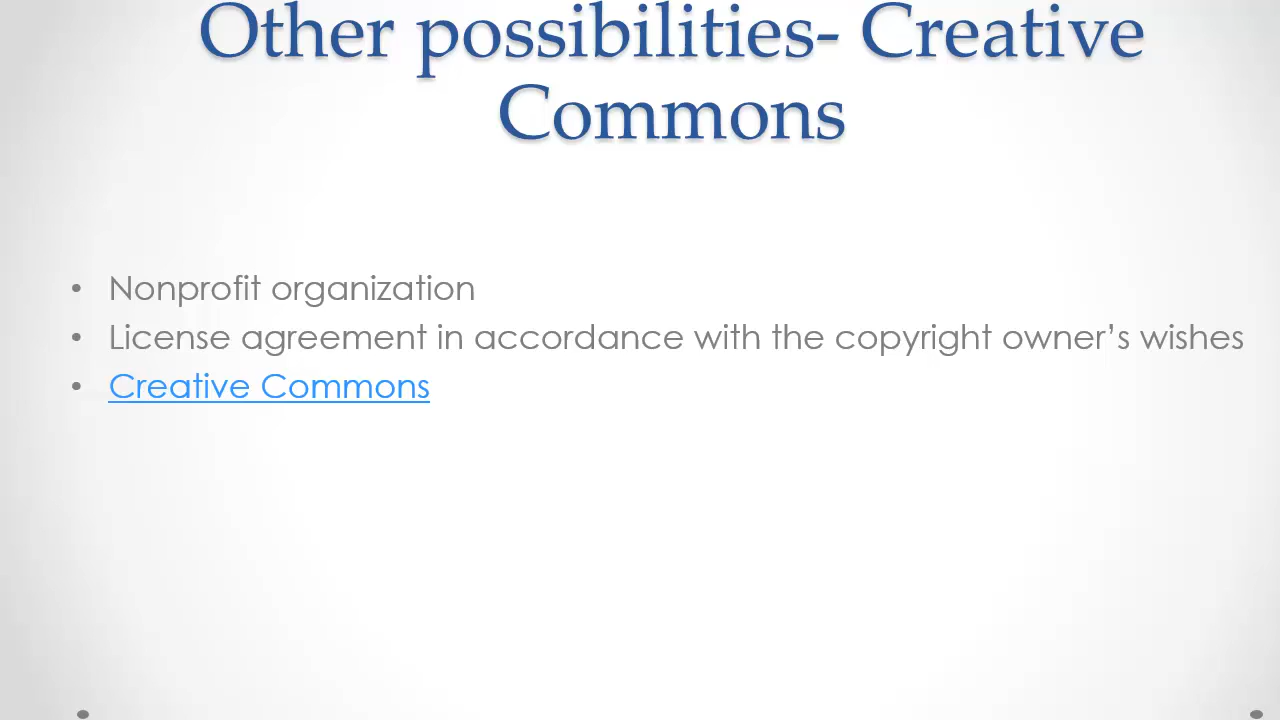 Other possibilities- Creative
Commons
• Nonprofit organization
• License agreement in accordance with the copyright owner’s wishes
• Creative Commons